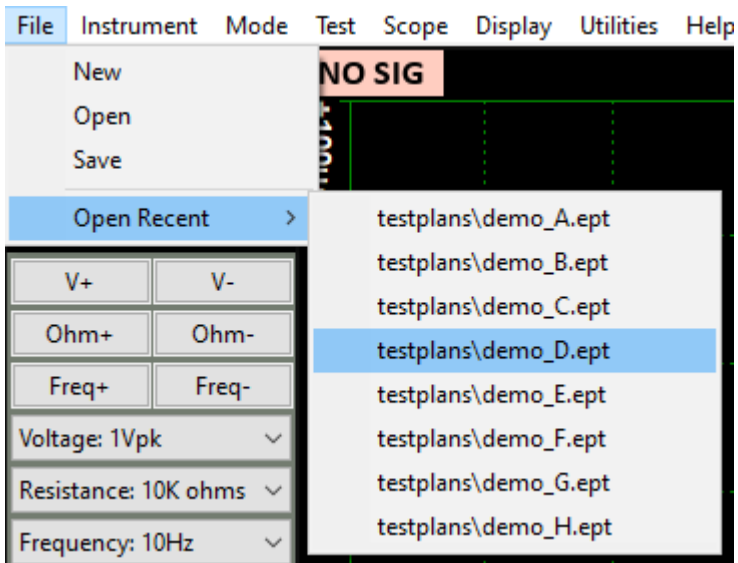 File Instrument Mode Test Scope Display Utilities Help
New
NO SIG
Open
Save
Open Recent
testplans\demo_A.ept
testplans\demo_B.ept
testplans\demo_C.ept
testplans\demo_D.ept
testplans\demo_E.ept
testplans\demo_F.ept
testplans\demo_G.ept
testplans\demo_H.ept
V+ V-
Ohm+ Ohm-
Freq+ Freq-
Voltage: 1Vpk
Resistance: 10K ohms
Frequency: 10Hz